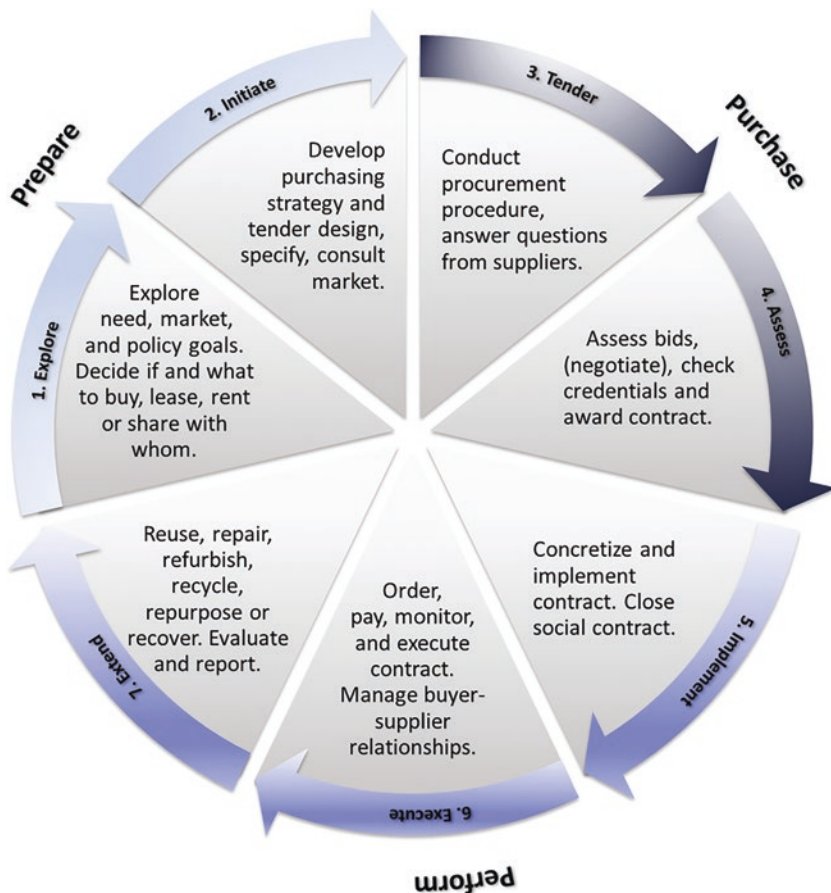 Prepare
1. Explore
Explore
need, market,
and policy goals.
Decide if and what
to buy, lease, rent
or share with
whom.
2. Initiate
Develop
purchasing
strategy and
tender design,
specify, consult
market.
Purchase
3. Tender
Conduct
procurement
procedure,
answer questions
from suppliers.
4. Assess
Assess bids,
(negotiate), check
credentials and
award contract.
Perform
5. Implement
Concretize and
implement
contract. Close
social contract.
6. Execute
Order,
pay, monitor,
and execute
contract.
Manage buyer-
supplier
relationships.
7. Extend
Reuse, repair,
refurbish,
recycle,
repurpose or
recover. Evaluate
and report.